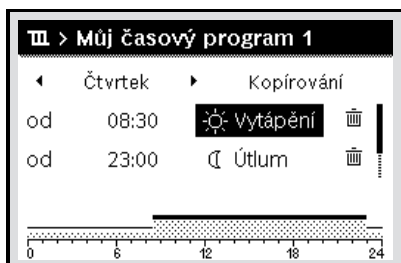 > Můj časový program 1
Čtvrtek Kopírování
od 08:30 Vytápění
od 23:00 Útlum
0 6 12 18 24